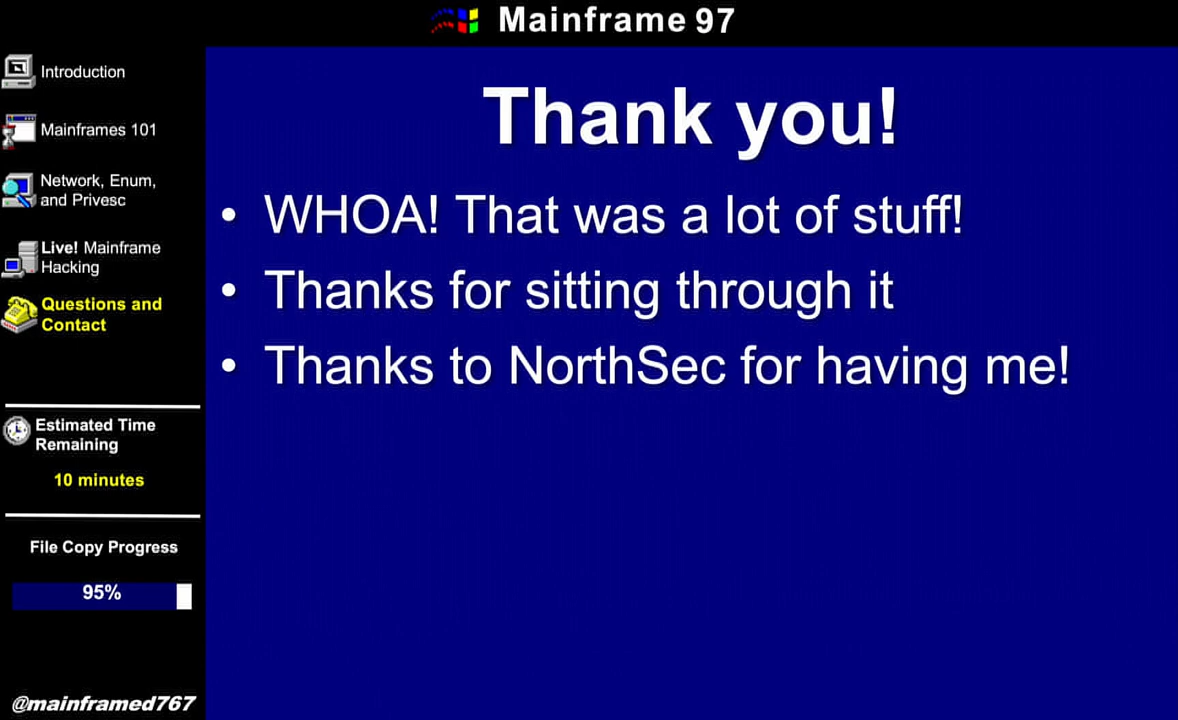 Mainframe 97
Introduction
Mainframes 101
Network, Enum,
and Privesc
Live! Mainframe
Hacking
Questions and
Contact
Estimated Time
Remaining
10 minutes
File Copy Progress
95%
@mainframed767
Thank you!
• WHOA! That was a lot of stuff!
• Thanks for sitting through it
• Thanks to NorthSec for having me!